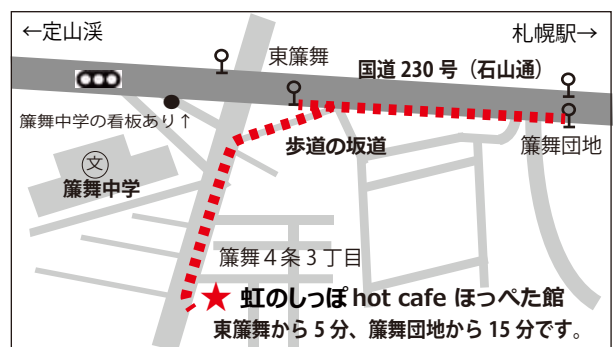 ←定山渓
札幌駅→
東簾舞
国道 230 号（石山通）
簾舞中学の看板あり↑
歩道の坂道
簾舞団地
文
簾舞中学
簾舞４条３丁目
★ 虹のしっぽ hot cafe ほっぺた館
東簾舞から 5 分、簾舞団地から 15 分です。